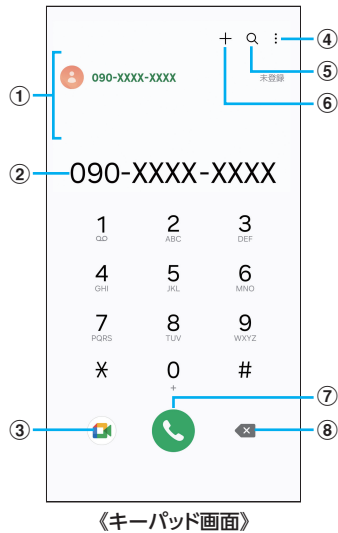 ④
⑤
⑥
①
090-XXXX-XXXX
未登録
②
090-XXXX-XXXX
1 2 3
ABC DEF
4 5 6
GHI JKL MNO
7 8 9
PQRS TUV WXYZ
* 0 #
+
⑦
③
⑧
《キーパッド画面》